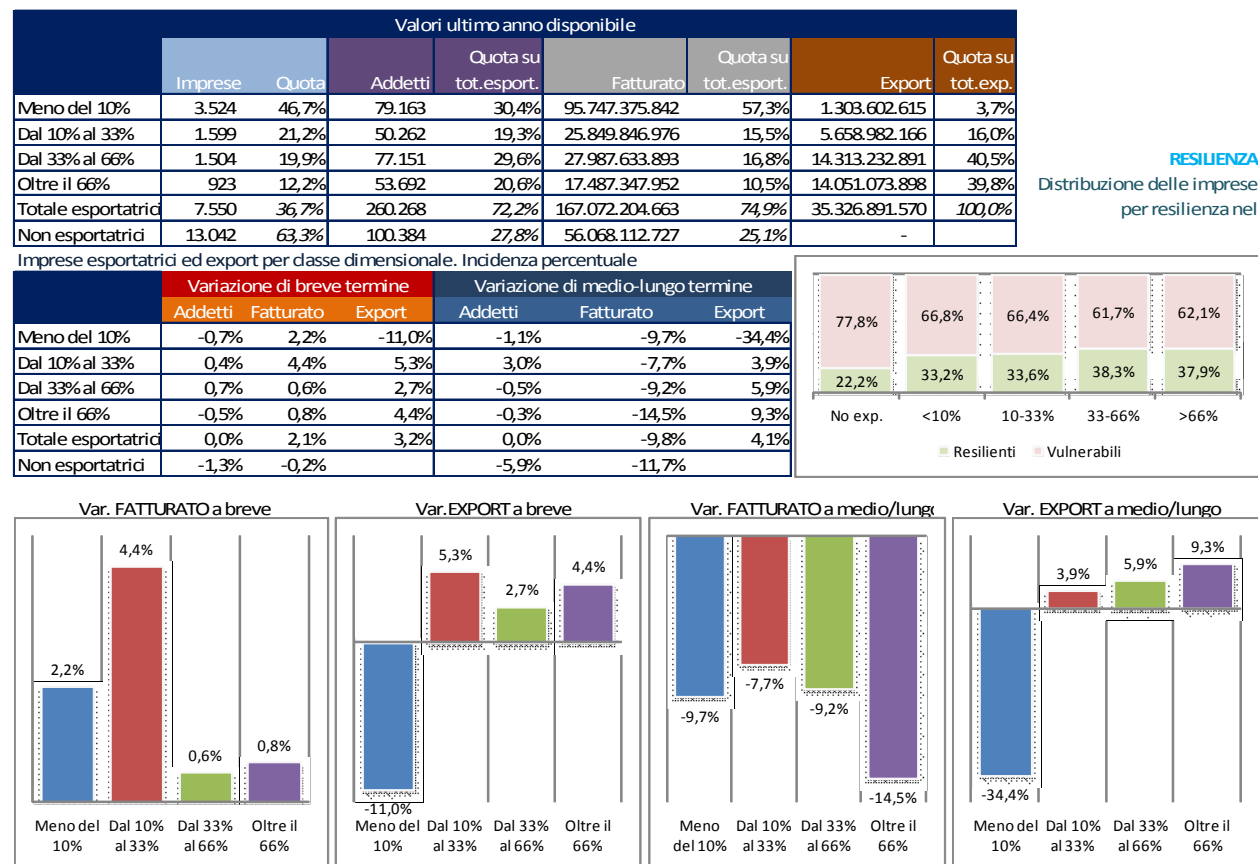 Valori ultimo anno disponibile
Imprese Quota Addetti Quota su tot.esport. Fatturato Quota su tot.esport. Export Quota su tot.exp.
Meno del 10% 3.524 46,7% 79.163 30,4% 95.747.375.842 57,3% 1.303.602.615 3,7%
Dal 10% al 33% 1.599 21,2% 50.262 19,3% 25.849.846.976 15,5% 5.658.982.166 16,0%
Dal 33% al 66% 1.504 19,9% 77.151 29,6% 27.987.633.893 16,8% 14.313.232.891 40,5%
Oltre il 66% 923 12,2% 53.692 20,6% 17.487.347.952 10,5% 14.051.073.898 39,8%
Totale esportatrici 7.550 36,7% 260.268 72,2% 167.072.204.663 74,9% 35.326.891.570 100,0%
Non esportatrici 13.042 63,3% 100.384 27,8% 56.068.112.727 25,1% -
RESILIENZA
Distribuzione delle imprese
per resilienza nel
Imprese esportatrici ed export per classe dimensionale. Incidenza percentuale
Variazione di breve termine Variazione di medio-lungo termine
Addetti Fatturato Export Addetti Fatturato Export
Meno del 10% -0,7% 2,2% -11,0% -1,1% -9,7% -34,4%
Dal 10% al 33% 0,4% 4,4% 5,3% 3,0% -7,7% 3,9%
Dal 33% al 66% 0,7% 0,6% 2,7% -0,5% -9,2% 5,9%
Oltre il 66% -0,5% 0,8% 4,4% -0,3% -14,5% 9,3%
Totale esportatrici 0,0% 2,1% 3,2% 0,0% -9,8% 4,1%
Non esportatrici -1,3% -0,2% -5,9% -11,7%
77,8% 66,8% 66,4% 61,7% 62,1%
22,2% 33,2% 33,6% 38,3% 37,9%
No exp. <10% 10-33% 33-66% >66%
Resilienti Vulnerabili
Var. FATTURATO a breve
2,2% 4,4% 0,6% 0,8%
Meno del 10% Dal 10% al 33% Dal 33% al 66% Oltre il 66%
Var.EXPORT a breve
-11,0% 5,3% 2,7% 4,4%
Meno del 10% Dal 10% al 33% Dal 33% al 66% Oltre il 66%
Var. FATTURATO a medio/lungo
-9,7% -7,7% -9,2% -14,5%
Meno del 10% Dal 10% al 33% Dal 33% al 66% Oltre il 66%
Var. EXPORT a medio/lungo
-34,4% 3,9% 5,9% 9,3%
Meno del 10% Dal 10% al 33% Dal 33% al 66% Oltre il 66%